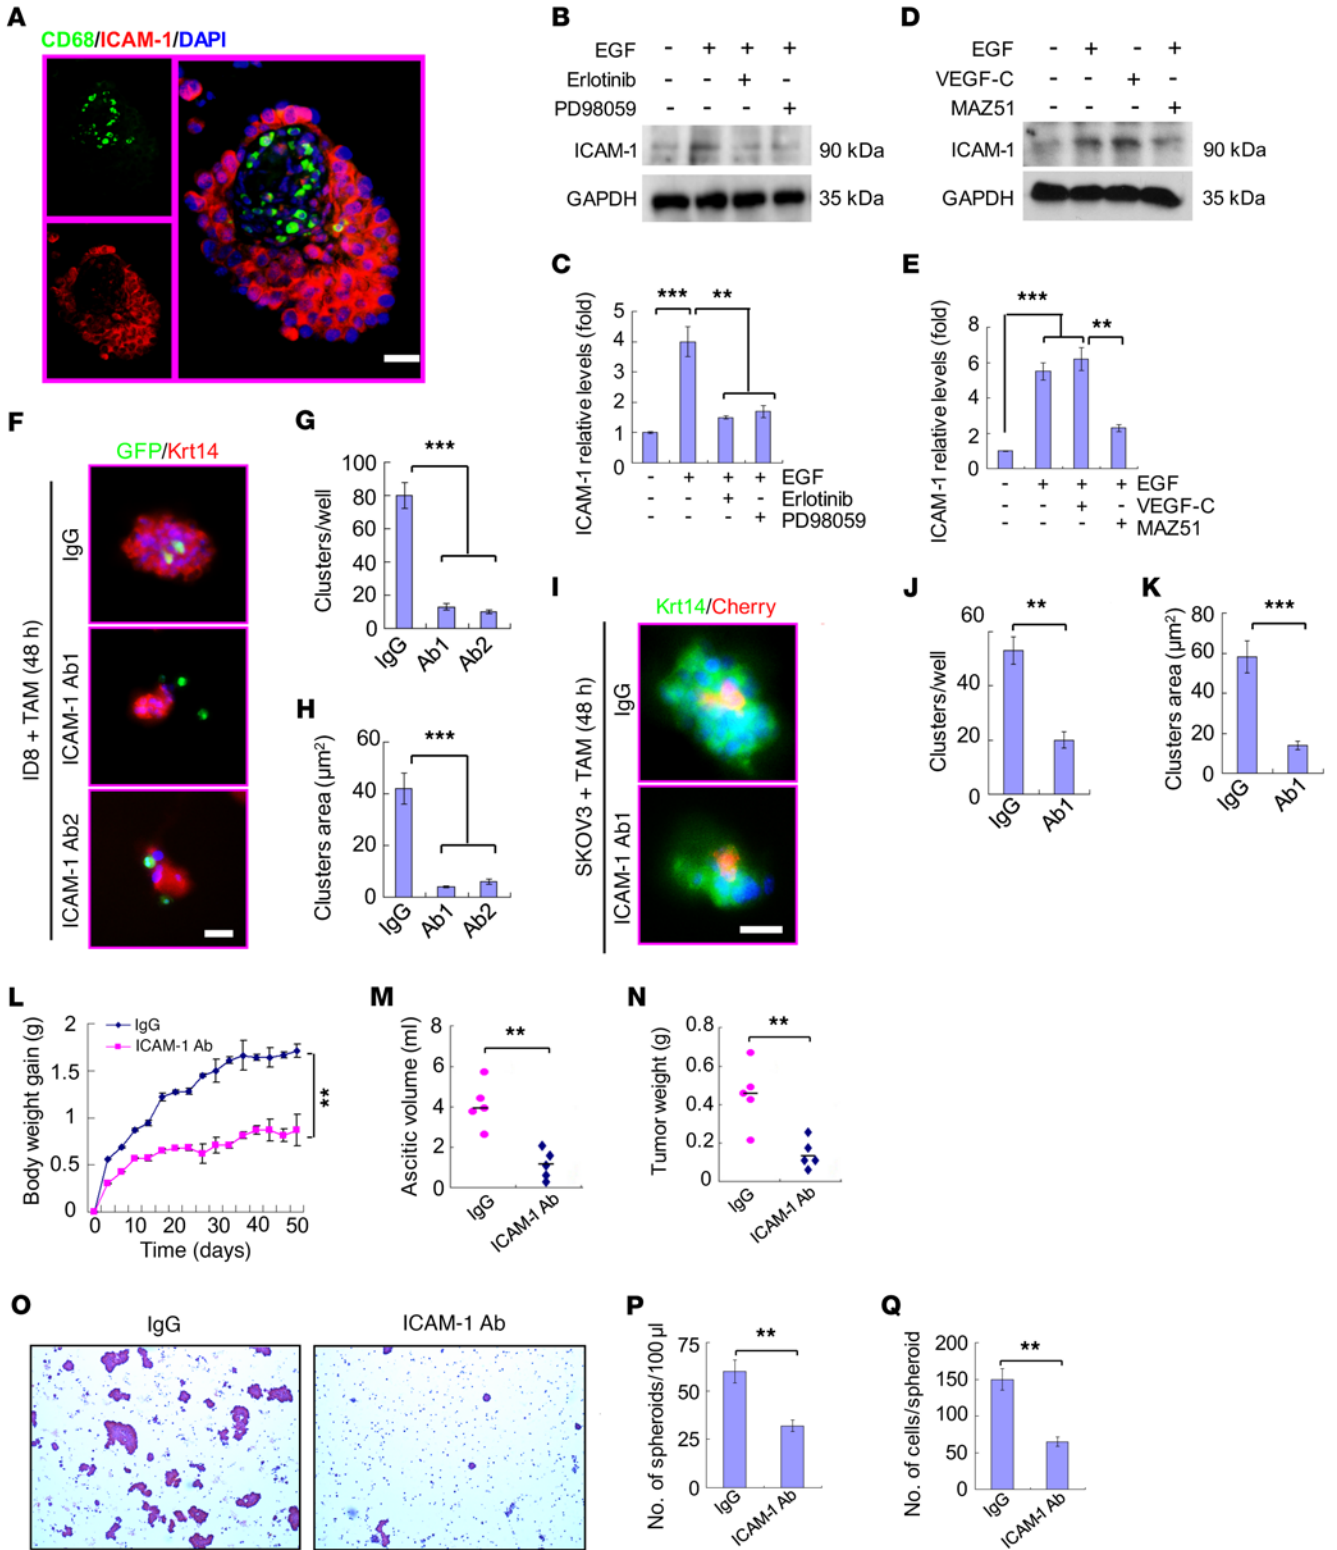 A
CD68/ICAM-1/DAPI
B
EGF - + + +
Erlotinib - - + -
PD98059 - - - +
ICAM-1 90 kDa
GAPDH 35 kDa
D
EGF - + - +
VEGF-C - - + -
MAZ51 - - - +
ICAM-1 90 kDa
GAPDH 35 kDa
C
ICAM-1 relative levels (fold)
5
4
3
2
1
0
*** **
- + + + EGF
- - + - Erlotinib
- - - + PD98059
E
ICAM-1 relative levels (fold)
8
6
4
2
0
*** **
- + + + EGF
- - + - VEGF-C
- - - + MAZ51
F
GFP/Krt14
ID8 + TAM (48 h)
IgG
ICAM-1 Ab1
ICAM-1 Ab2
G
Clusters/well
100
80
60
40
20
0
***
IgG Ab1 Ab2
H
Clusters area (µm²)
60
40
20
0
***
IgG Ab1 Ab2
I
Krt14/Cherry
SKOV3 + TAM (48 h)
IgG
ICAM-1 Ab1
J
Clusters/well
60
40
20
0
**
IgG Ab1
K
Clusters area (µm²)
80
60
40
20
0
***
IgG Ab1
L
Body weight gain (g)
2
1.5
1
0.5
0
IgG
ICAM-1 Ab
**
0 10 20 30 40 50
Time (days)
M
Ascitic volume (ml)
8
6
4
2
0
**
IgG ICAM-1 Ab
N
Tumor weight (g)
0.8
0.6
0.4
0.2
0
**
IgG ICAM-1 Ab
O
IgG ICAM-1 Ab
P
No. of spheroids/100 µl
75
50
25
0
**
IgG ICAM-1 Ab
Q
No. of cells/spheroid
200
150
100
50
0
**
IgG ICAM-1 Ab